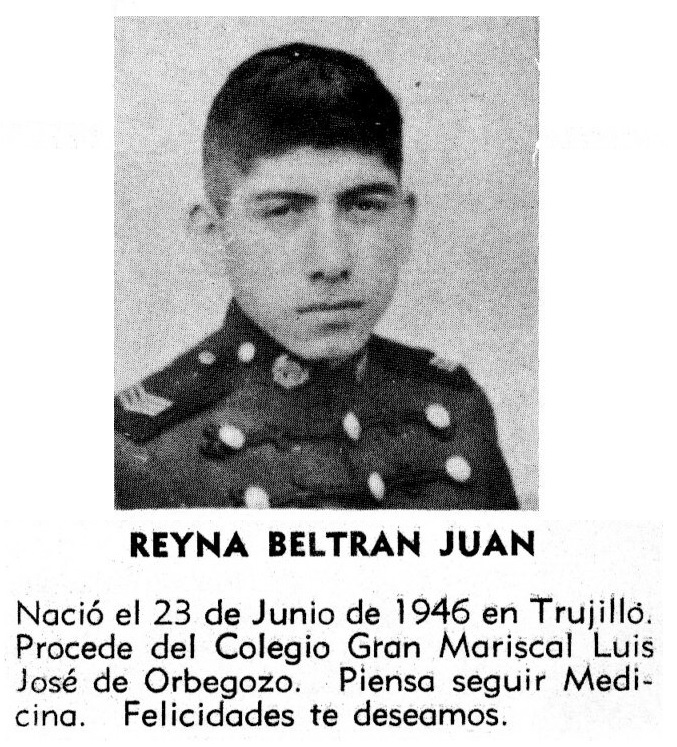 REYNA BELTRAN JUAN
Nació el 23 de Junio de 1946 en Trujillo.
Procede del Colegio Gran Mariscal Luis
José de Orbegozo. Piensa seguir Medi-
cina. Felicidades te deseamos.